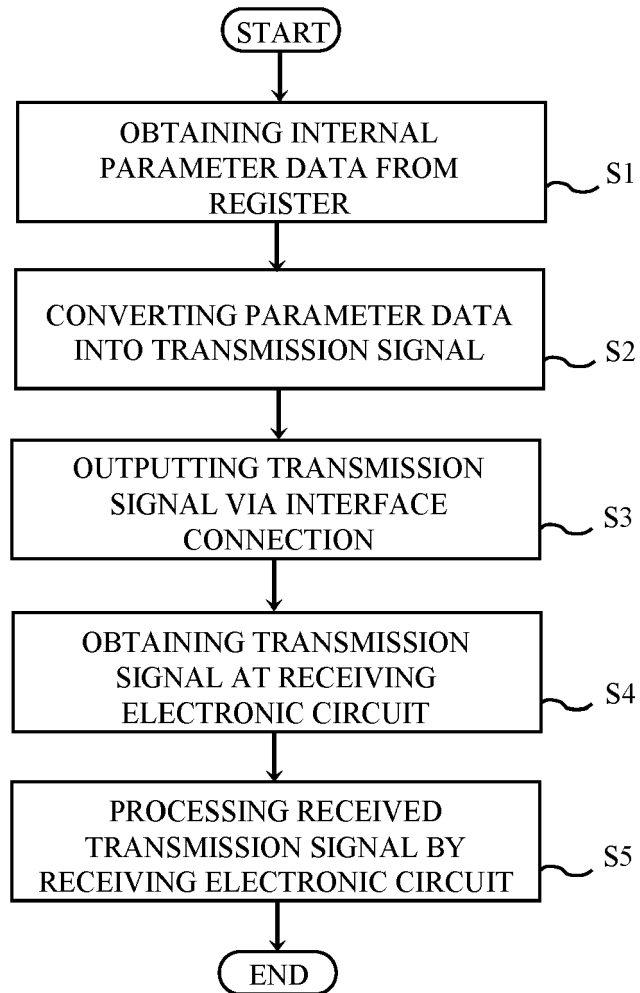 START
OBTAINING INTERNAL
PARAMETER DATA FROM
REGISTER
S1
CONVERTING PARAMETER DATA
INTO TRANSMISSION SIGNAL
S2
OUTPUTTING TRANSMISSION
SIGNAL VIA INTERFACE
CONNECTION
S3
OBTAINING TRANSMISSION
SIGNAL AT RECEIVING
ELECTRONIC CIRCUIT
S4
PROCESSING RECEIVED
TRANSMISSION SIGNAL BY
RECEIVING ELECTRONIC CIRCUIT
S5
END